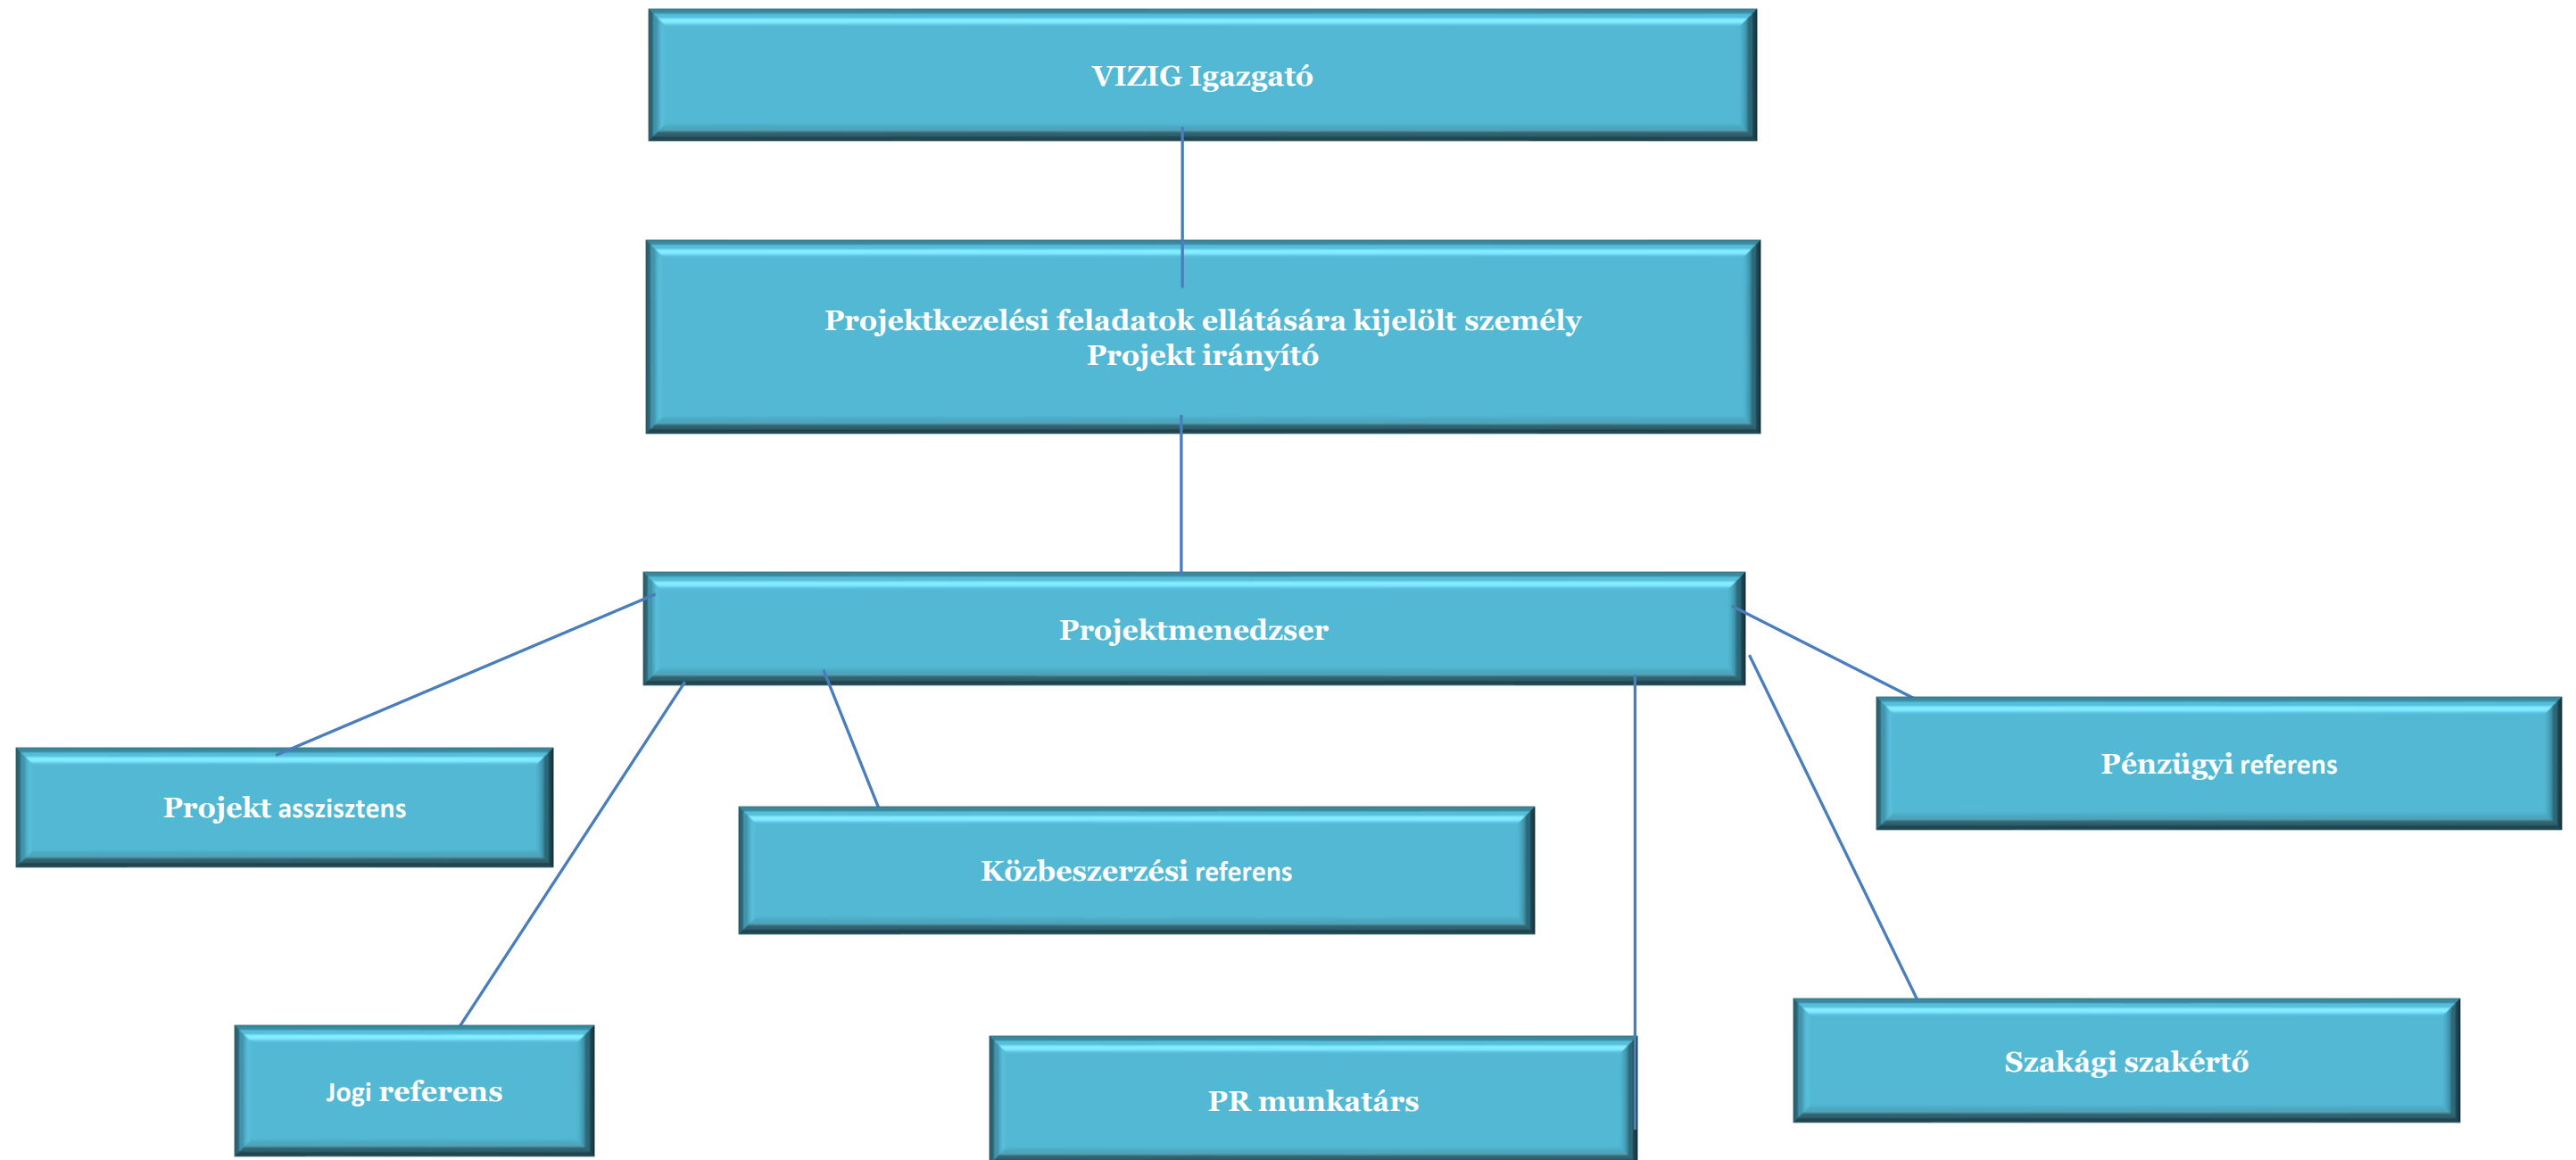 VIZIG Igazgató
Projektkezelési feladatok ellátására kijelölt személy
Projekt irányító
Projektmenedzser
Pénzügyi referens
Projekt asszisztens
Közbeszerzési referens
Szakági szakértő
Jogi referens
PR munkatárs